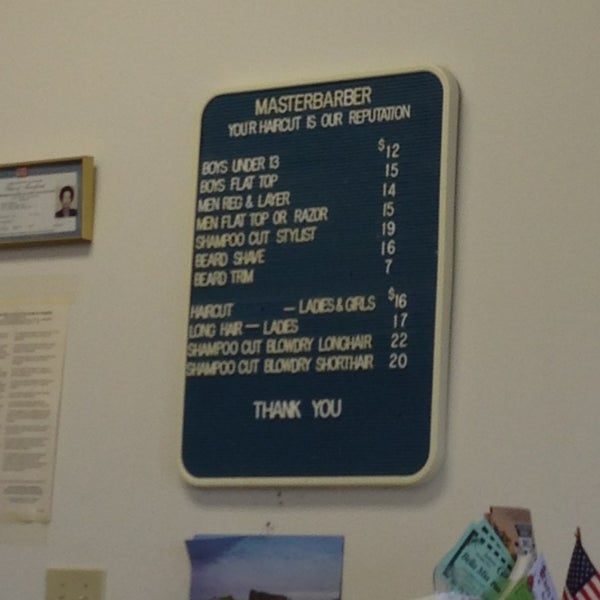 MASTERBARBER
YOUR HAIRCUT IS OUR REPUTATION
BOYS UNDER 13 $12
BOYS FLAT TOP 15
MEN REG & LAYER 14
MEN FLAT TOP OR RAZOR 15
SHAMPOO CUT STYLIST 19
BEARD SHAVE 16
BEARD TRIM 7
HAIRCUT — LADIES & GIRLS $16
LONG HAIR — LADIES 17
SHAMPOO CUT BLOWDRY LONGHAIR 22
SHAMPOO CUT BLOWDRY SHORTHAIR 20
THANK YOU